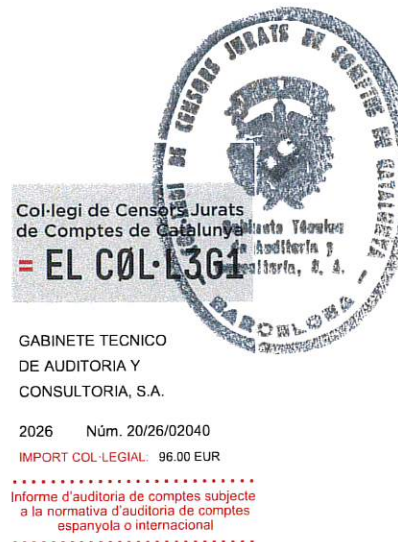 COL·LEGI DE CENSORS JURATS DE COMPTES DE CATALUNYA - BARCELONA -
Gabinete Técnico
de Auditoría y
Consultoría, S. A.
Col·legi de Censors Jurats
de Comptes de Catalunya
= EL CØL·L3G1
GABINETE TECNICO
DE AUDITORIA Y
CONSULTORIA, S.A.
2026 Núm. 20/26/02040
IMPORT COL·LEGIAL: 96.00 EUR
Informe d'auditoria de comptes subjecte
a la normativa d'auditoria de comptes
espanyola o internacional